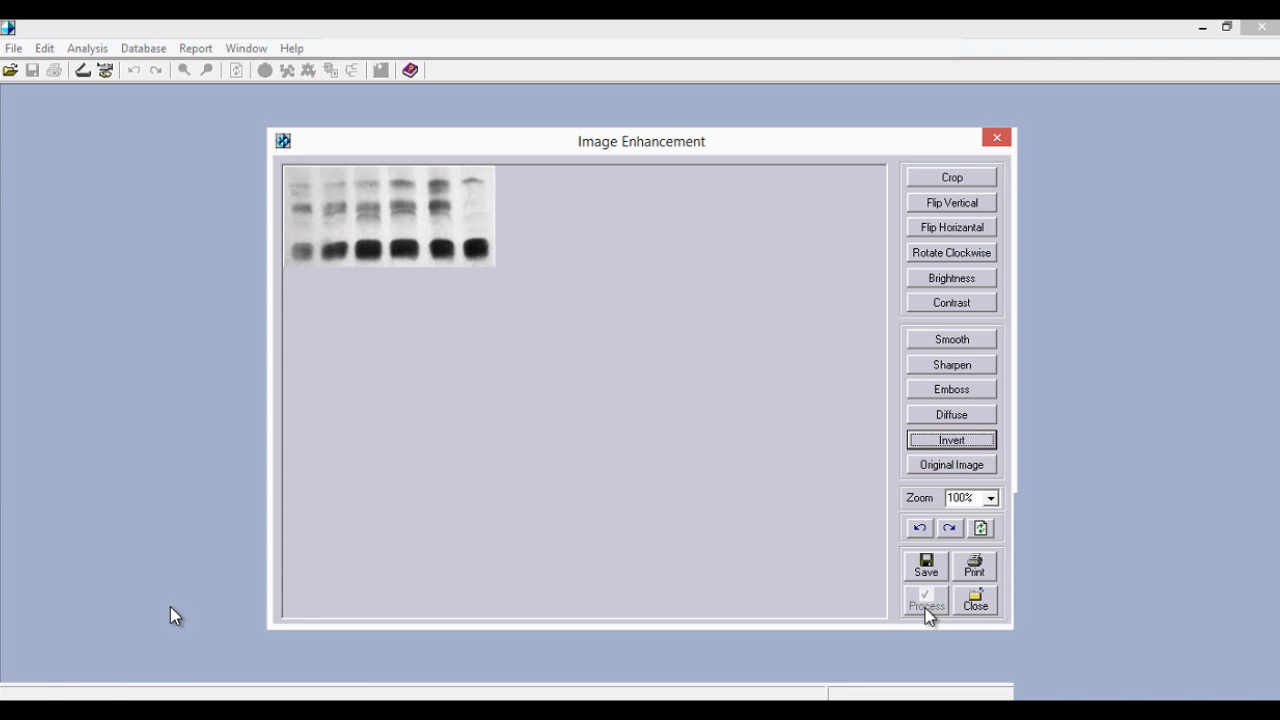 File Edit Analysis Database Report Window Help
Image Enhancement
Crop
Flip Vertical
Flip Horizantal
Rotate Clockwise
Brightness
Contrast
Smooth
Sharpen
Emboss
Diffuse
Invert
Original Image
Zoom 100%
Save Print
Process Close